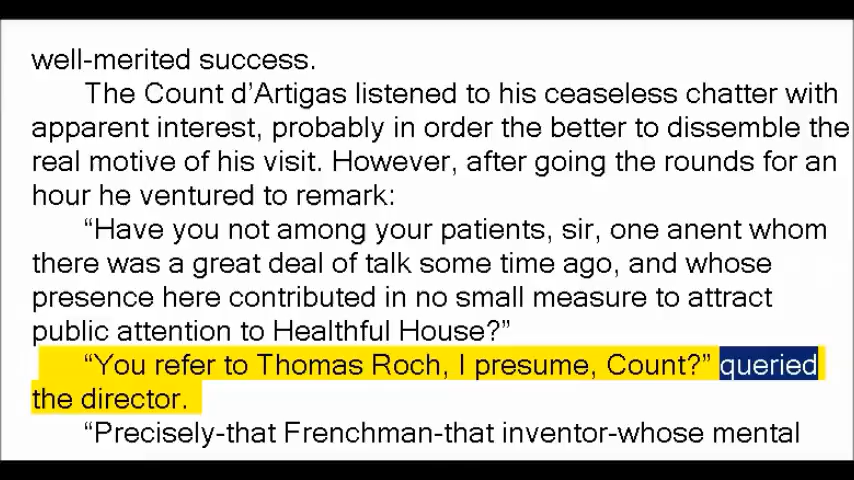 well-merited success.
The Count d’Artigas listened to his ceaseless chatter with
apparent interest, probably in order the better to dissemble the
real motive of his visit. However, after going the rounds for an
hour he ventured to remark:
“Have you not among your patients, sir, one anent whom
there was a great deal of talk some time ago, and whose
presence here contributed in no small measure to attract
public attention to Healthful House?”
“You refer to Thomas Roch, I presume, Count?” queried
the director.
“Precisely-that Frenchman-that inventor-whose mental